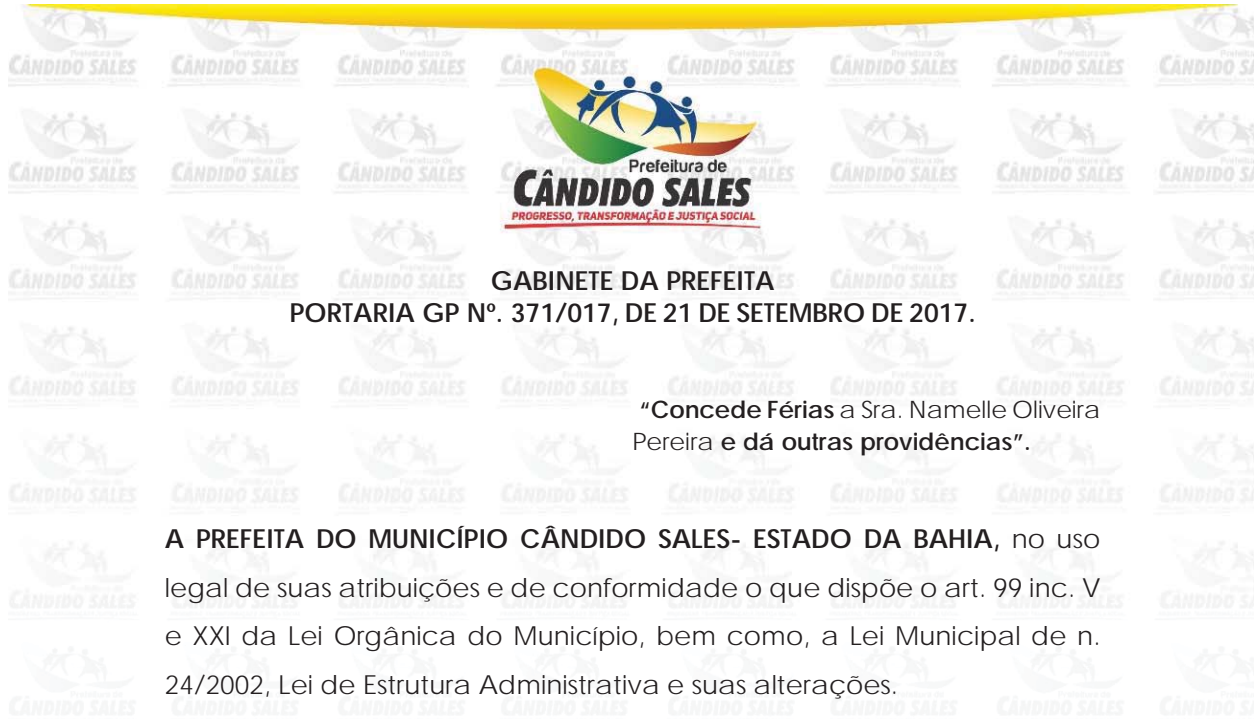 Prefeitura de
CÂNDIDO SALES
PROGRESSO, TRANSFORMAÇÃO E JUSTIÇA SOCIAL
GABINETE DA PREFEITA
PORTARIA GP Nº. 371/017, DE 21 DE SETEMBRO DE 2017.
“Concede Férias a Sra. Namelle Oliveira
Pereira e dá outras providências”.
A PREFEITA DO MUNICÍPIO CÂNDIDO SALES- ESTADO DA BAHIA, no uso
legal de suas atribuições e de conformidade o que dispõe o art. 99 inc. V
e XXI da Lei Orgânica do Município, bem como, a Lei Municipal de n.
24/2002, Lei de Estrutura Administrativa e suas alterações.